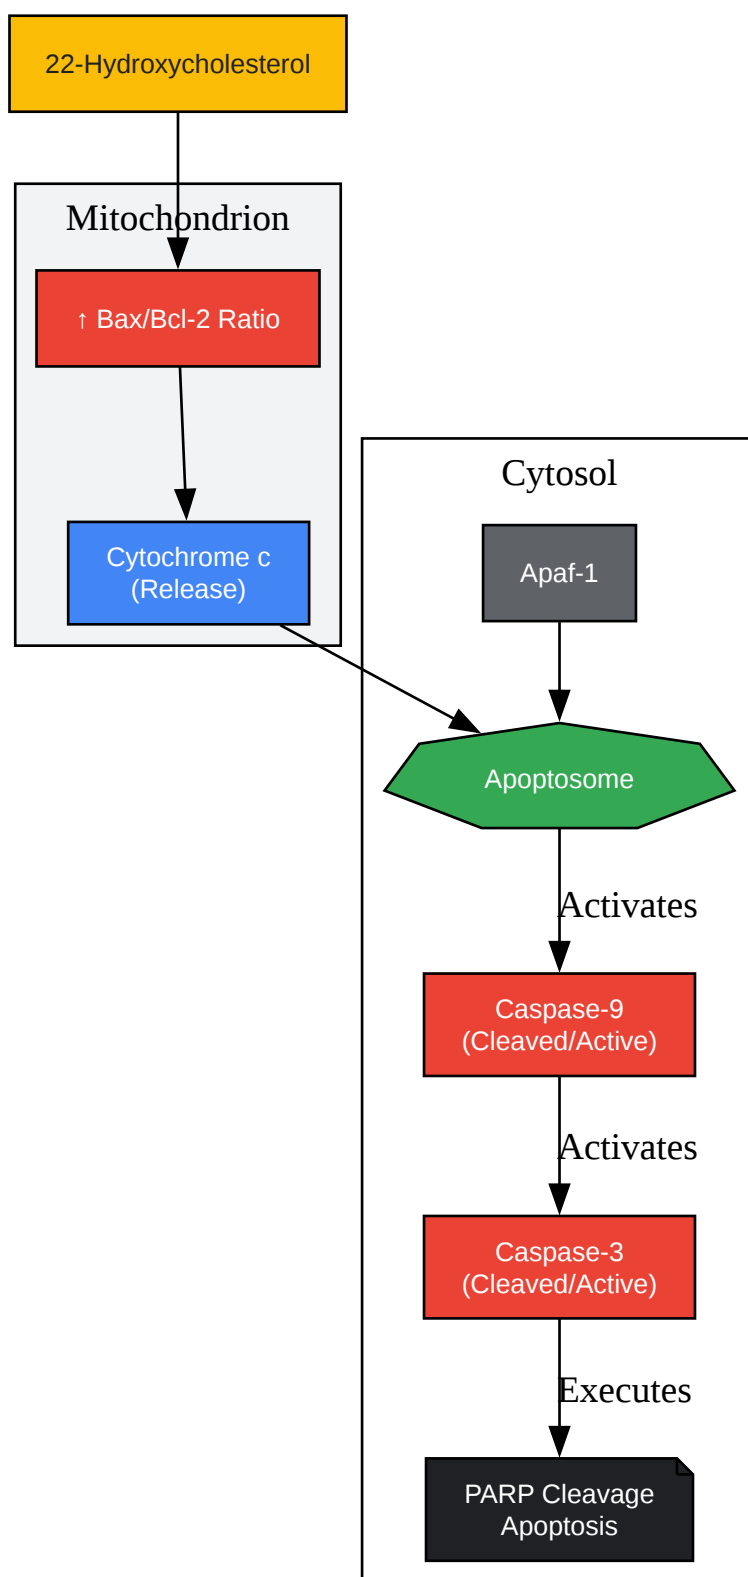 22-Hydroxycholesterol
Mitochondrion
↑ Bax/Bcl-2 Ratio
Cytochrome c
(Release)
Cytosol
Apaf-1
Apoptosome
Activates
Caspase-9
(Cleaved/Active)
Activates
Caspase-3
(Cleaved/Active)
Executes
PARP Cleavage
Apoptosis